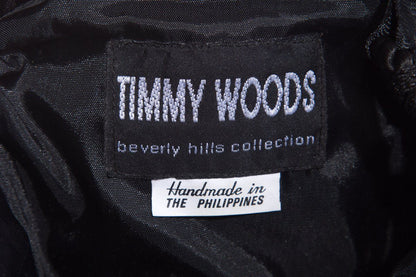 TIMMY WOODS
beverly hills collection
Handmade in
THE PHILIPPINES